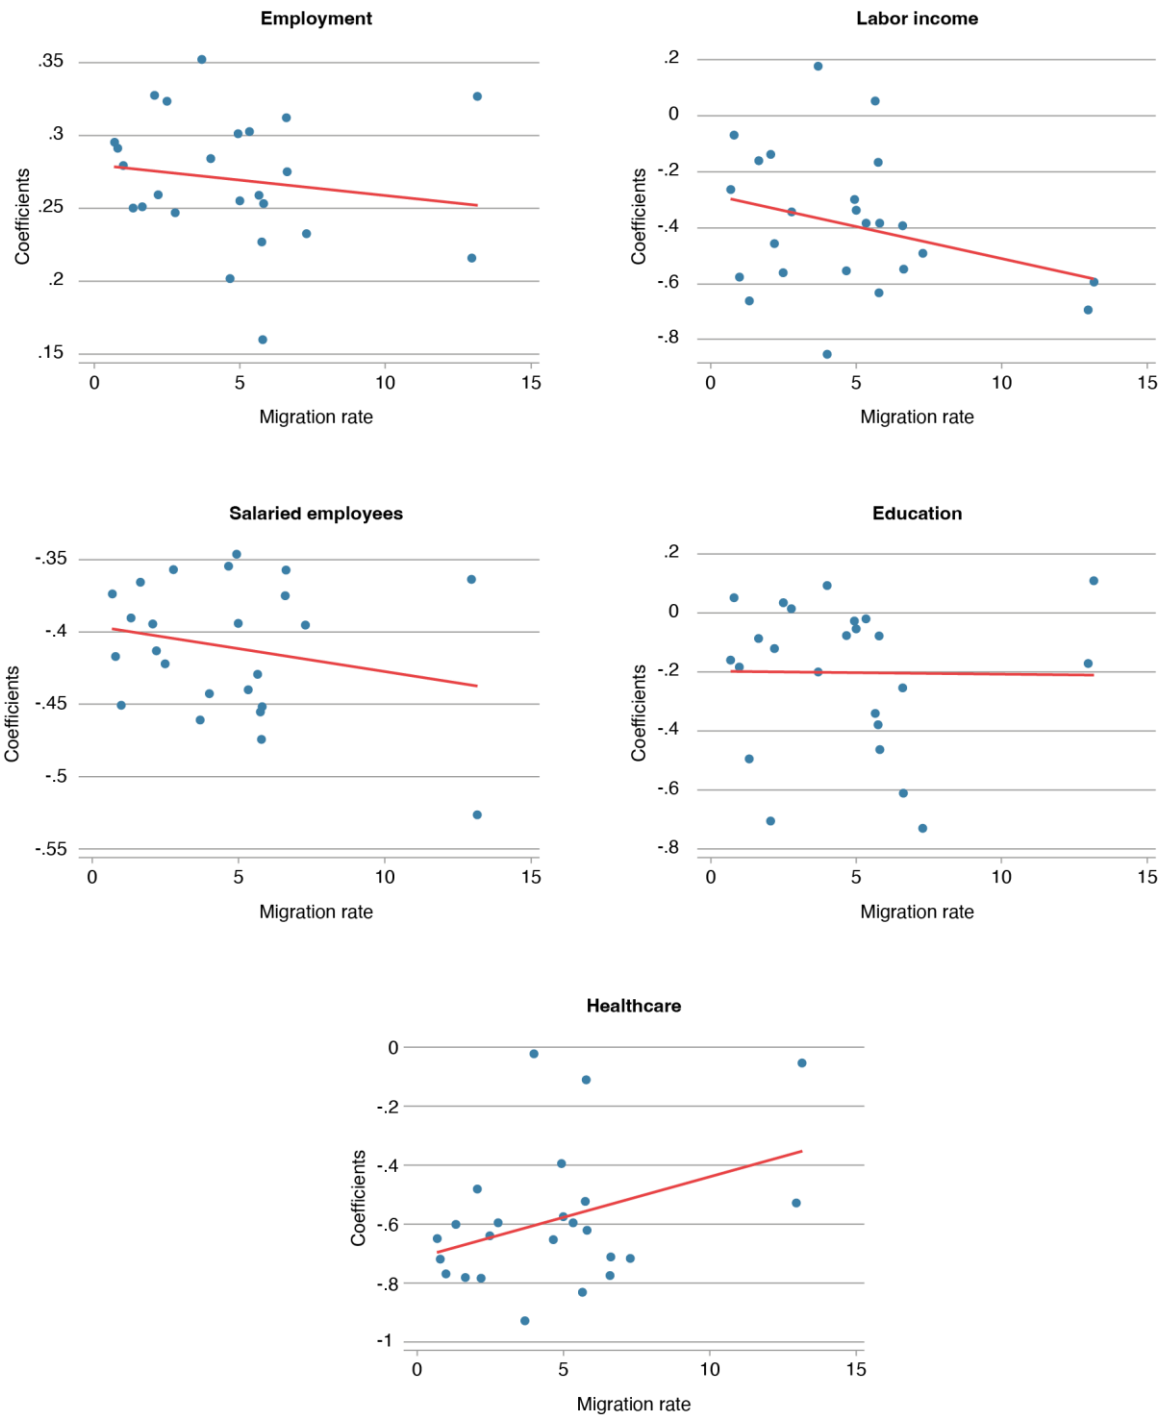 Employment
Labor income
.35
.3
.25
.2
.15
Coefficients
0 5 10 15
Migration rate
.2
0
-.2
-.4
-.6
-.8
Coefficients
0 5 10 15
Migration rate
Salaried employees
Education
-.35
-.4
-.45
-.5
-.55
Coefficients
0 5 10 15
Migration rate
.2
0
-.2
-.4
-.6
-.8
Coefficients
0 5 10 15
Migration rate
Healthcare
0
-.2
-.4
-.6
-.8
-1
Coefficients
0 5 10 15
Migration rate